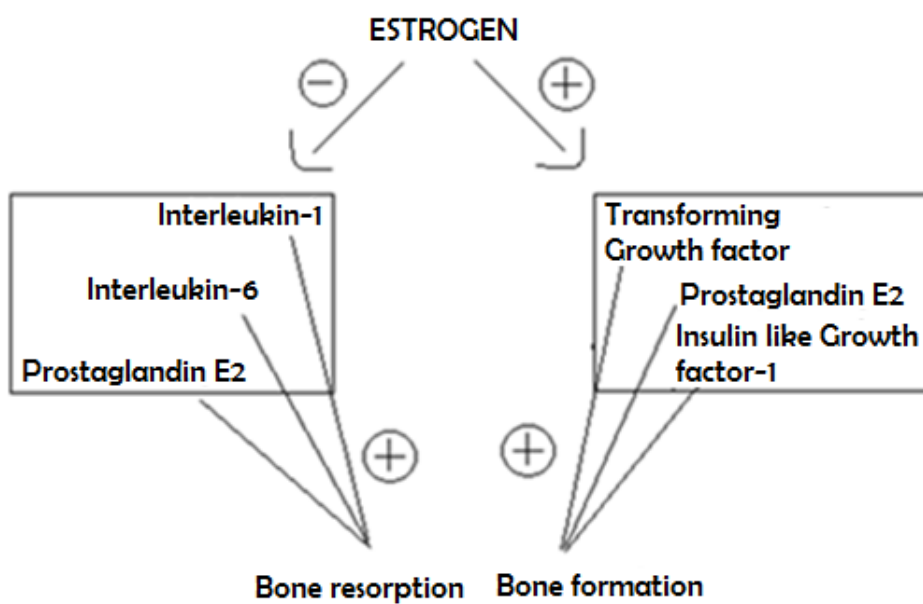 ESTROGEN
−
+
Interleukin-1
Interleukin-6
Prostaglandin E2
Transforming
Growth factor
Prostaglandin E2
Insulin like Growth
factor-1
+
+
Bone resorption
Bone formation